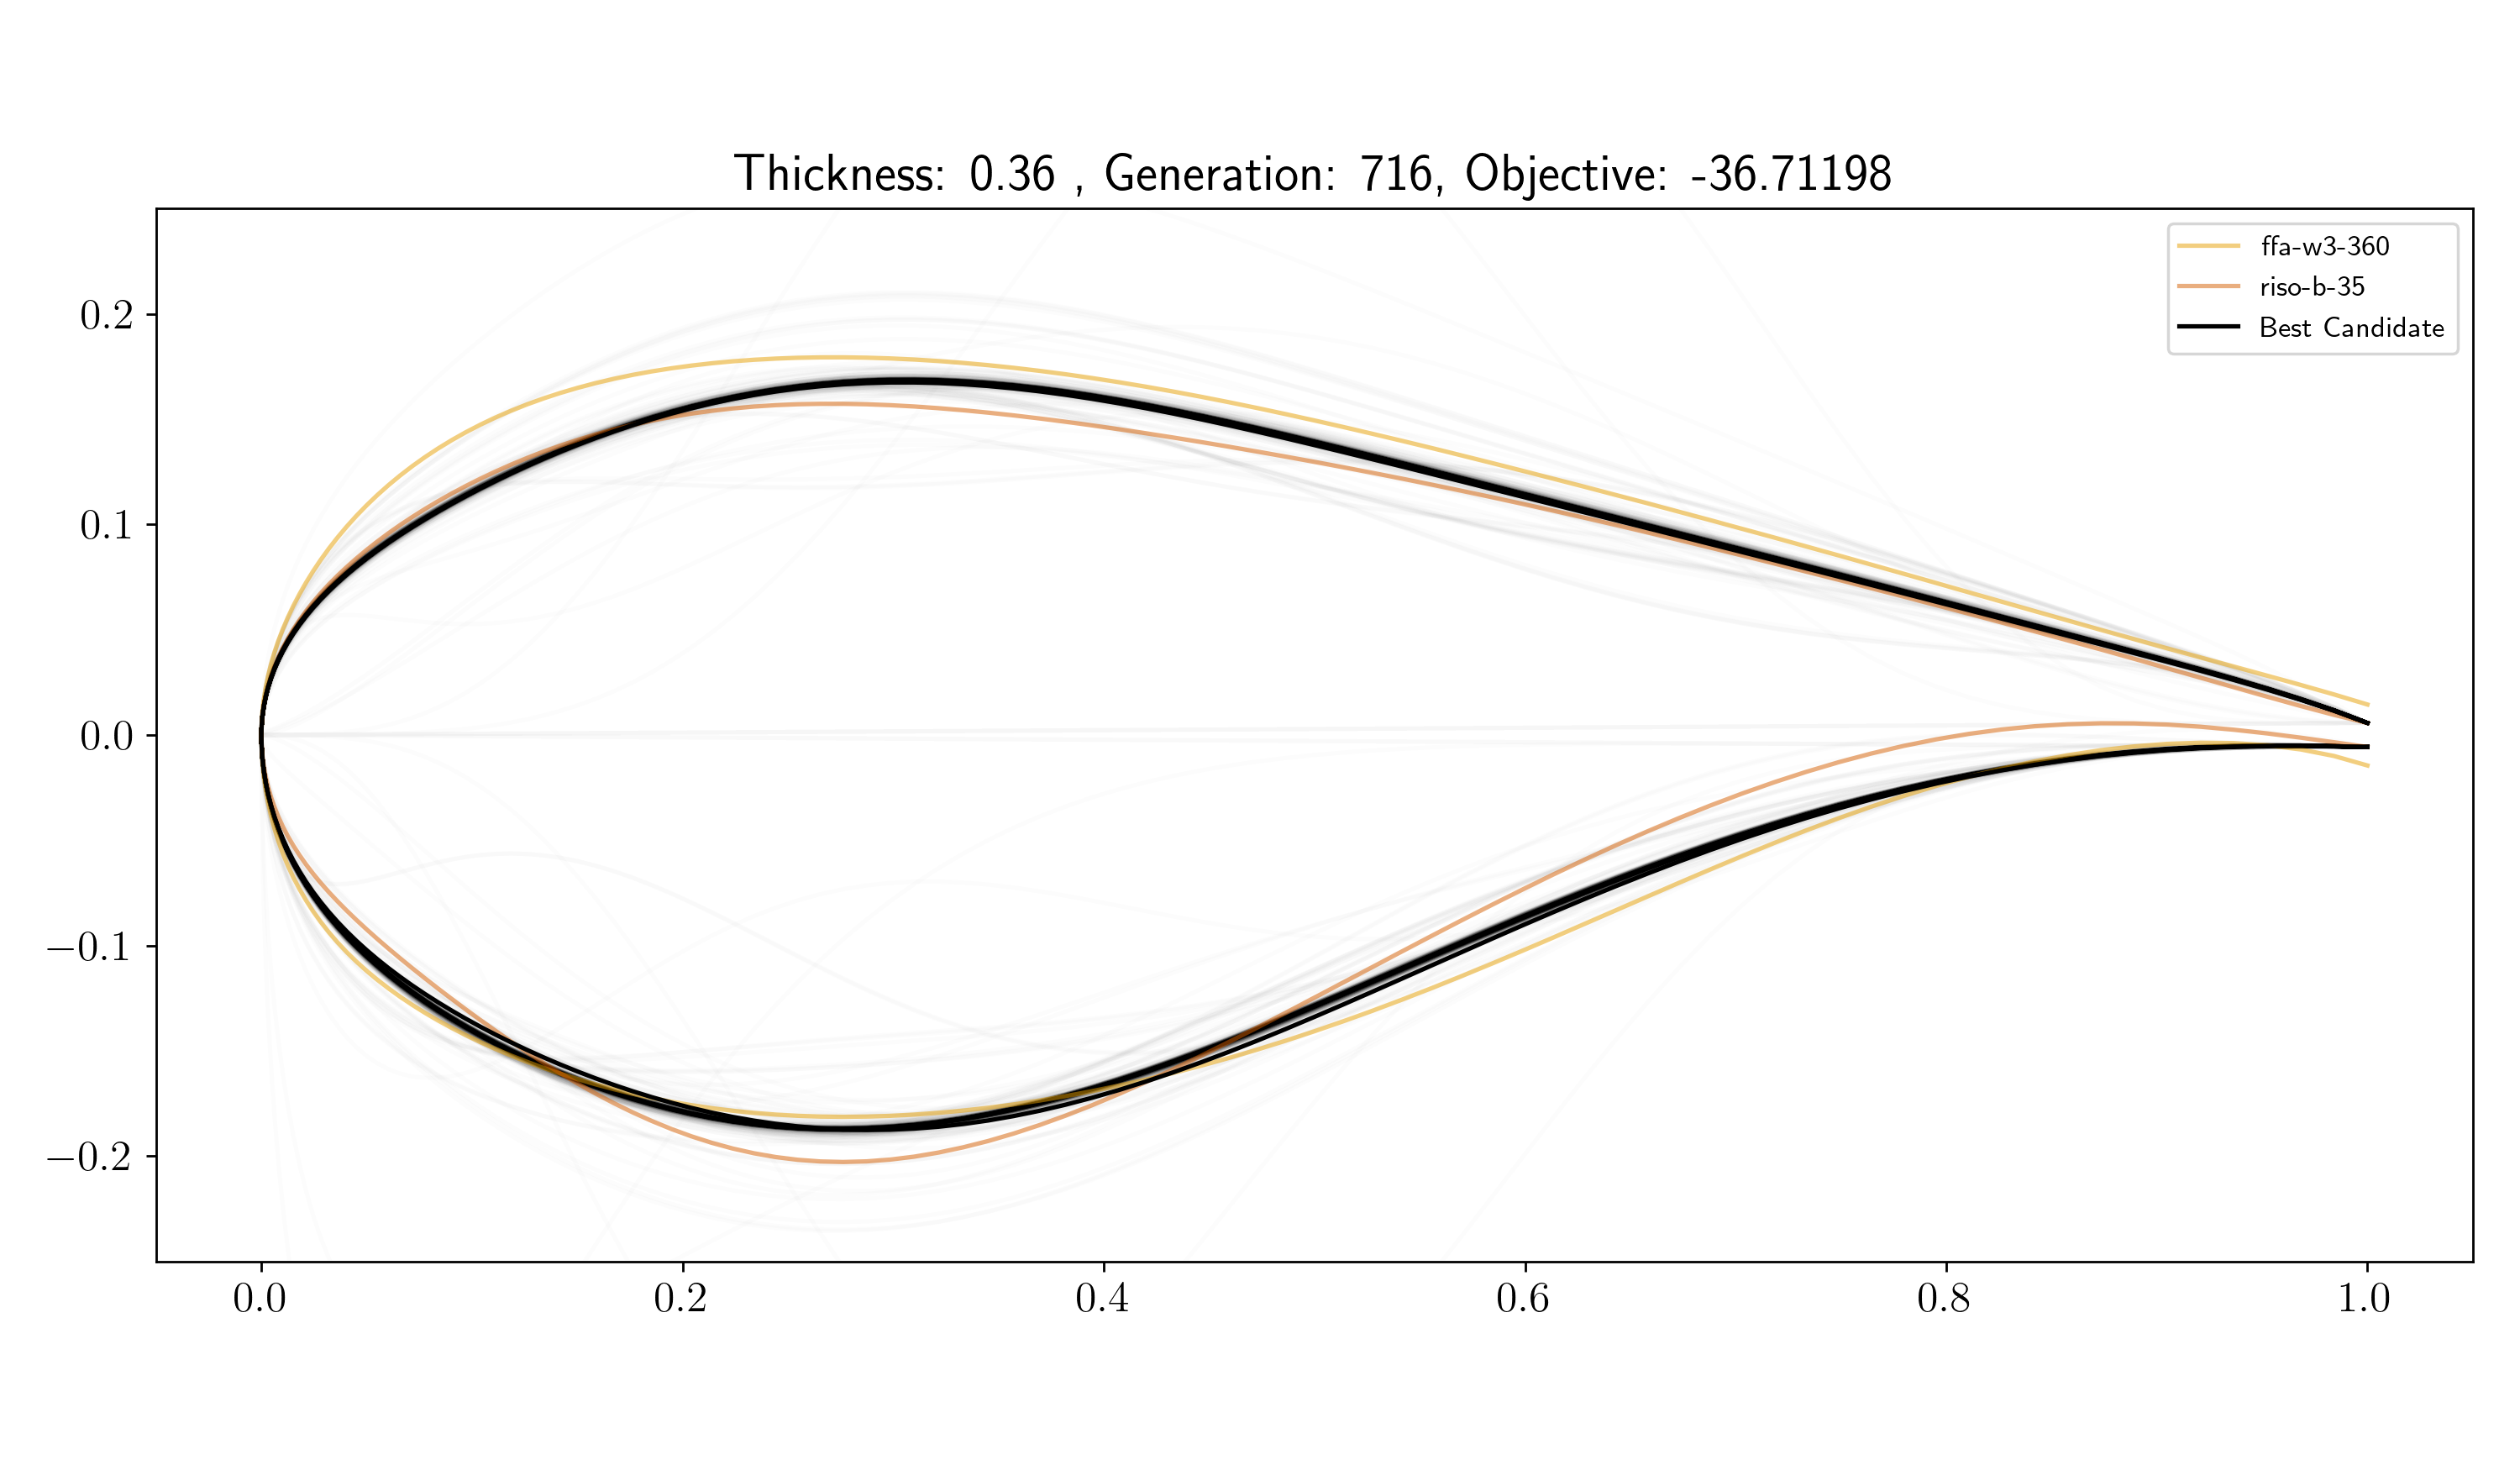 Thickness: 0.36 , Generation: 716, Objective: -36.71198
ffa-w3-360
riso-b-35
Best Candidate
0.2
0.1
0.0
−0.1
−0.2
0.0 0.2 0.4 0.6 0.8 1.0